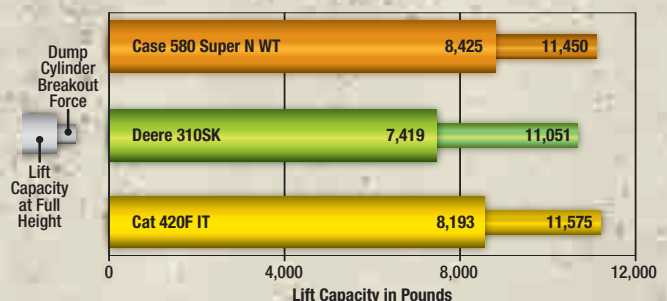 Dump
Cylinder
Breakout
Force
Lift
Capacity
at Full
Height
Case 580 Super N WT 8,425 11,450
Deere 310SK 7,419 11,051
Cat 420F IT 8,193 11,575
0 4,000 8,000 12,000
Lift Capacity in Pounds